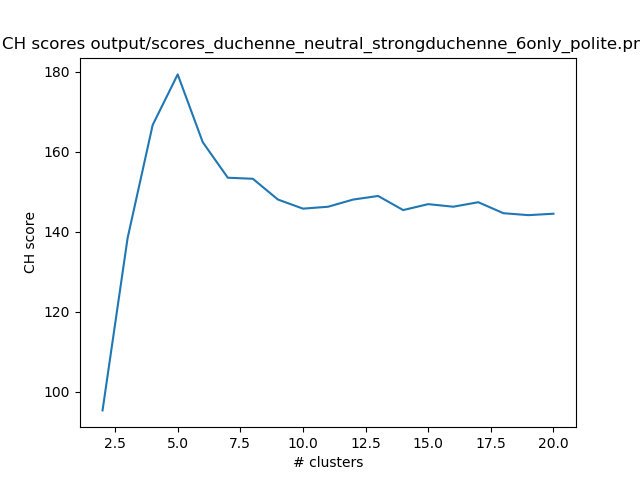 CH scores output/scores_duchenne_neutral_strongduchenne_6only_polite.pr
180
160
140
120
100
CH score
2.5 5.0 7.5 10.0 12.5 15.0 17.5 20.0
# clusters